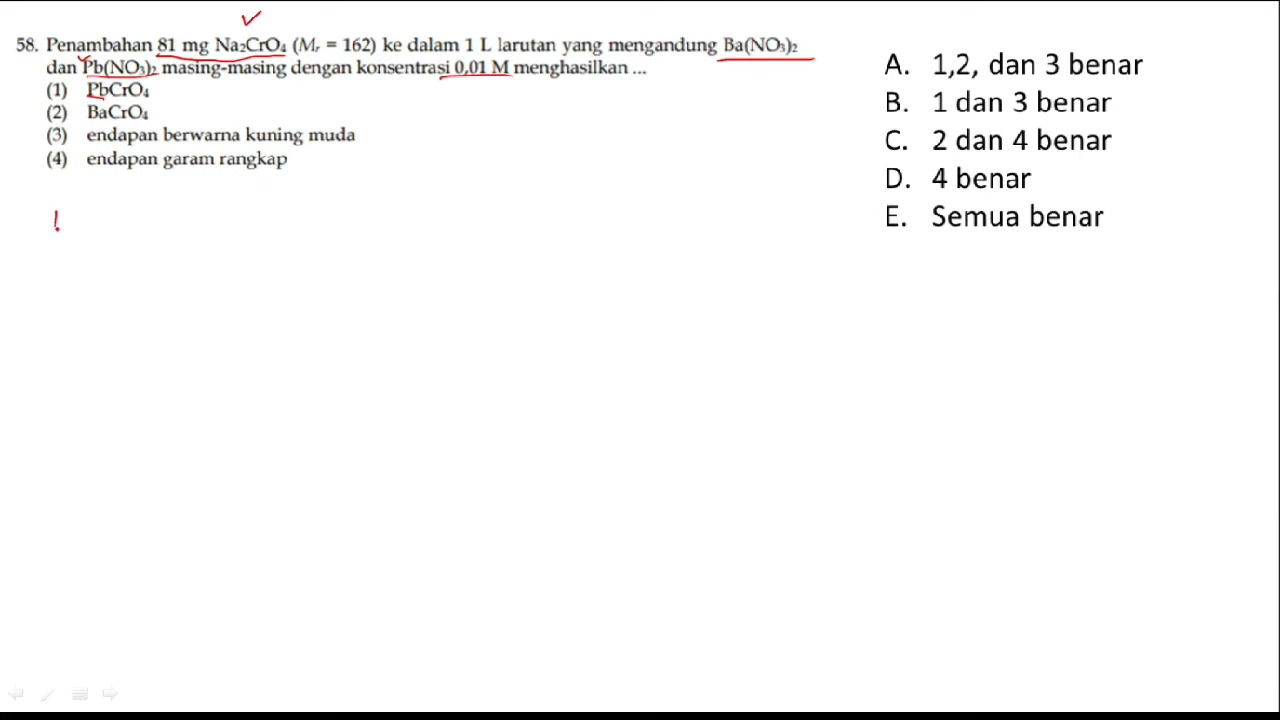 58. Penambahan 81 mg Na₂CrO₄ (Mᵣ = 162) ke dalam 1 L larutan yang mengandung Ba(NO₃)₂
dan Pb(NO₃)₂ masing-masing dengan konsentrasi 0,01 M menghasilkan ...
(1) PbCrO₄
(2) BaCrO₄
(3) endapan berwarna kuning muda
(4) endapan garam rangkap
A. 1,2, dan 3 benar
B. 1 dan 3 benar
C. 2 dan 4 benar
D. 4 benar
E. Semua benar
!